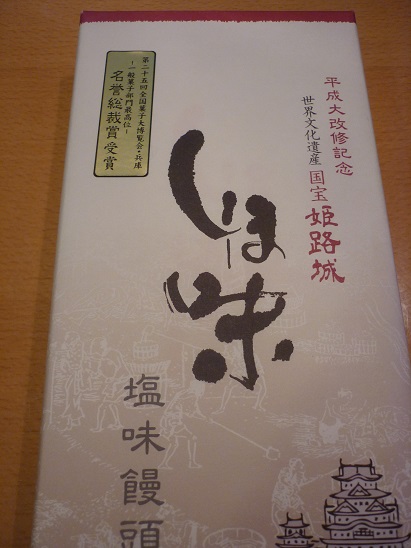 平成大改修記念
世界文化遺産 国宝 姫路城
第二十五回全国菓子大博覧会・兵庫
－一般菓子部門最高位－
名誉総裁賞受賞
しほ味
塩味饅頭